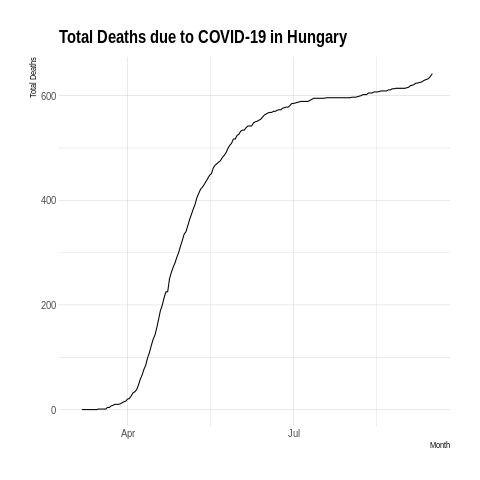 Total Deaths due to COVID-19 in Hungary
Total Deaths
600
400
200
0
Apr
Jul
Month